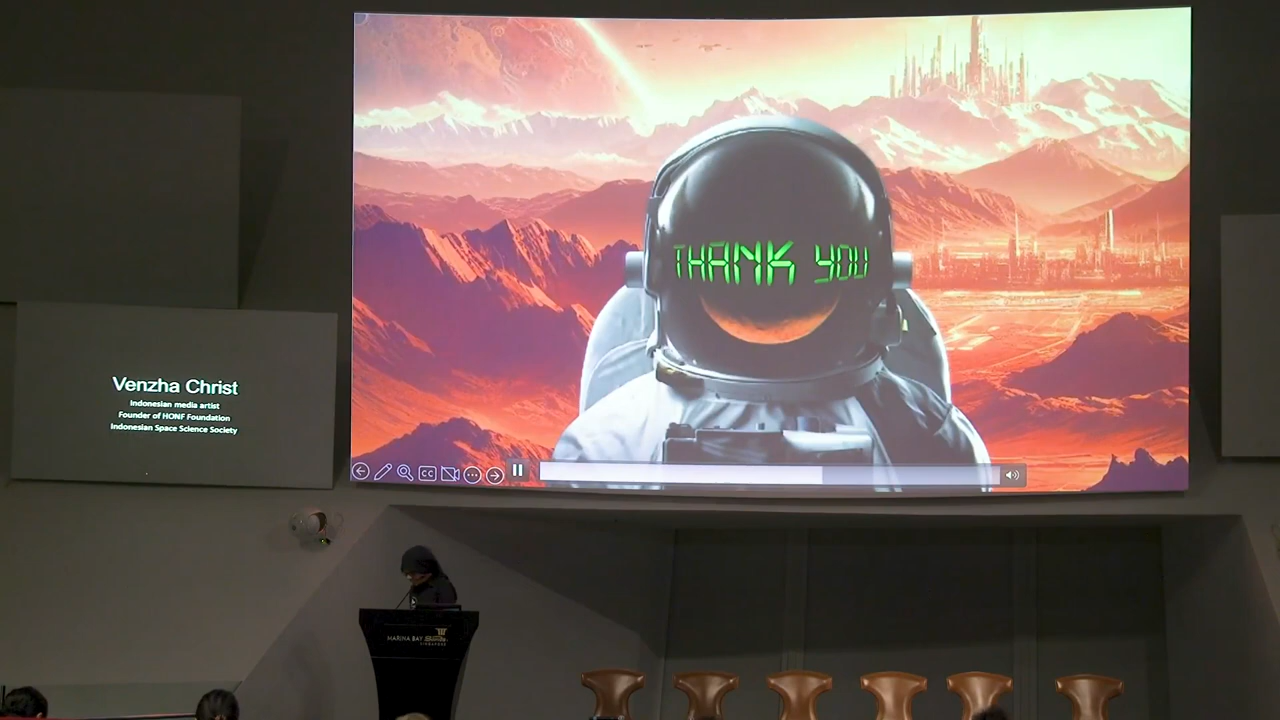 THANK YOU
Venzha Christ
Indonesian media artist
Founder of HONF Foundation
Indonesian Space Science Society
CC
MARINA BAY Sands
SINGAPORE